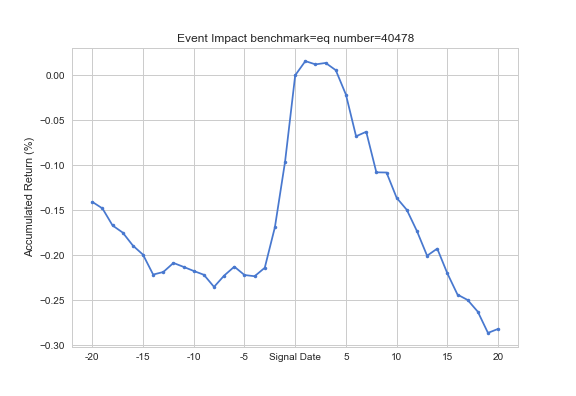 Event Impact benchmark=eq number=40478
Accumulated Return (%)
0.00
−0.05
−0.10
−0.15
−0.20
−0.25
−0.30
-20 -15 -10 -5 Signal Date 5 10 15 20